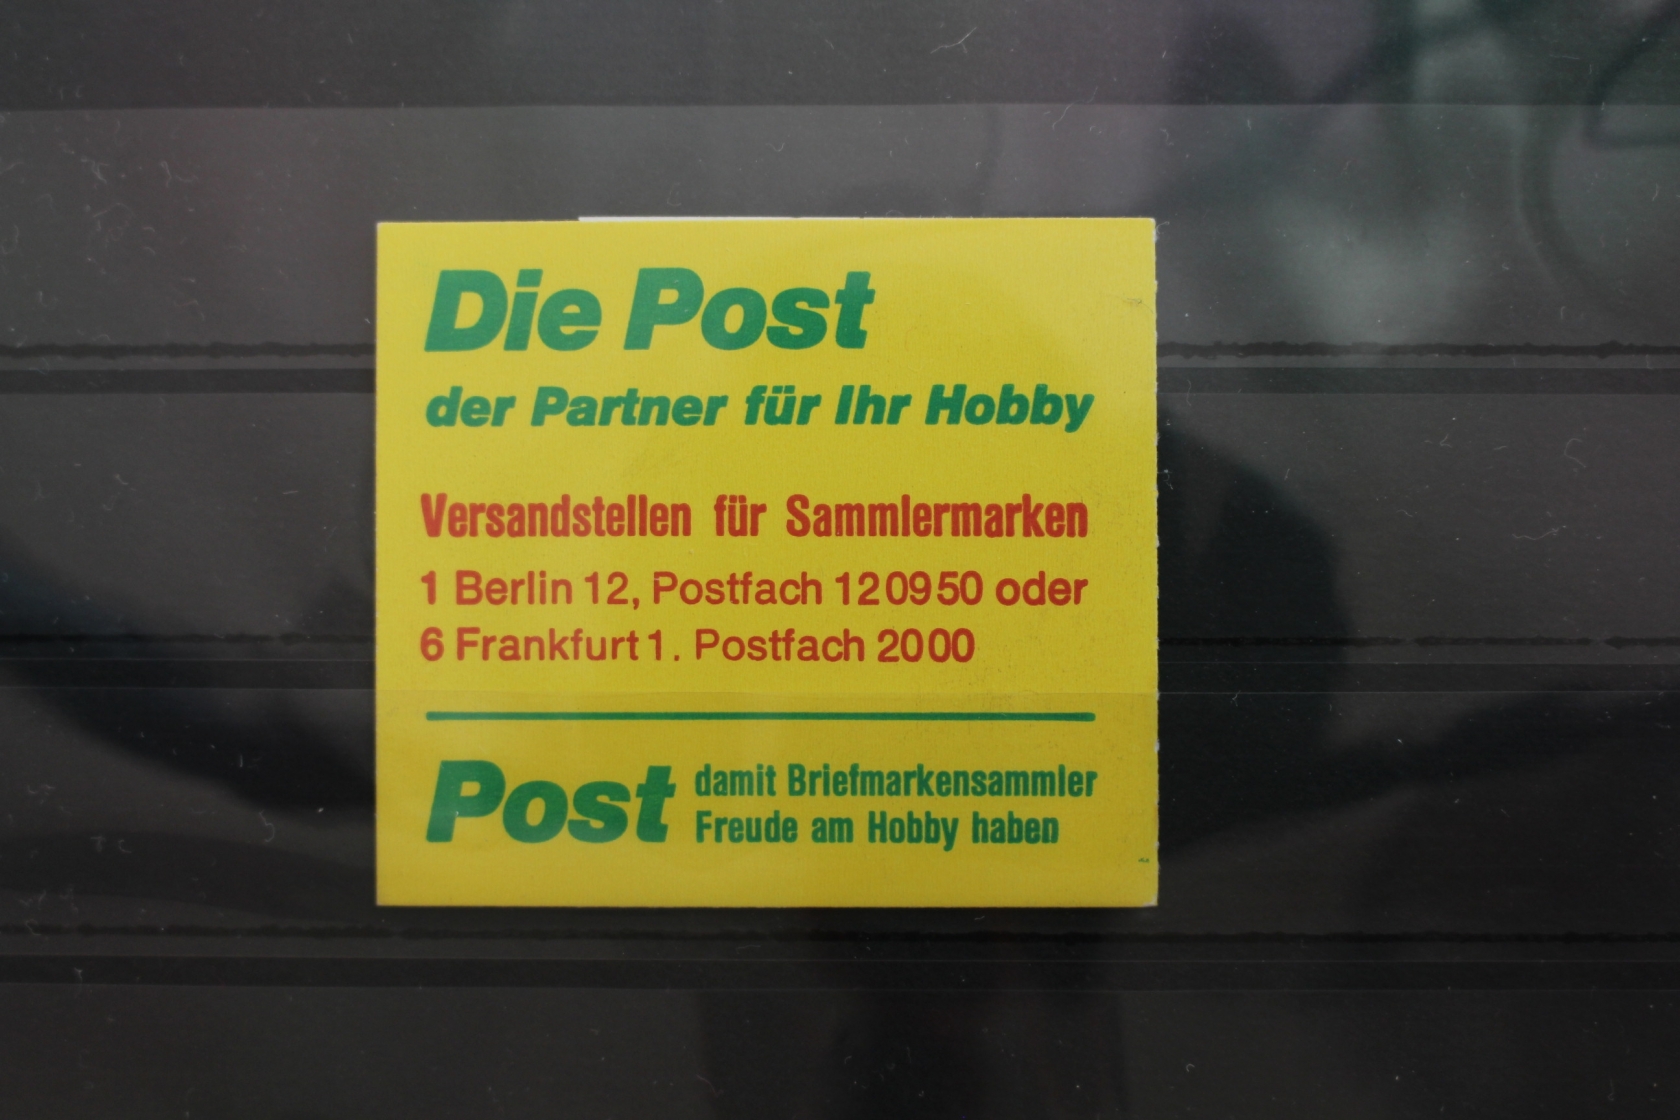 Die Post
der Partner für Ihr Hobby
Versandstellen für Sammlermarken
1 Berlin 12, Postfach 120950 oder
6 Frankfurt 1. Postfach 2000
Post damit Briefmarkensammler
Freude am Hobby haben